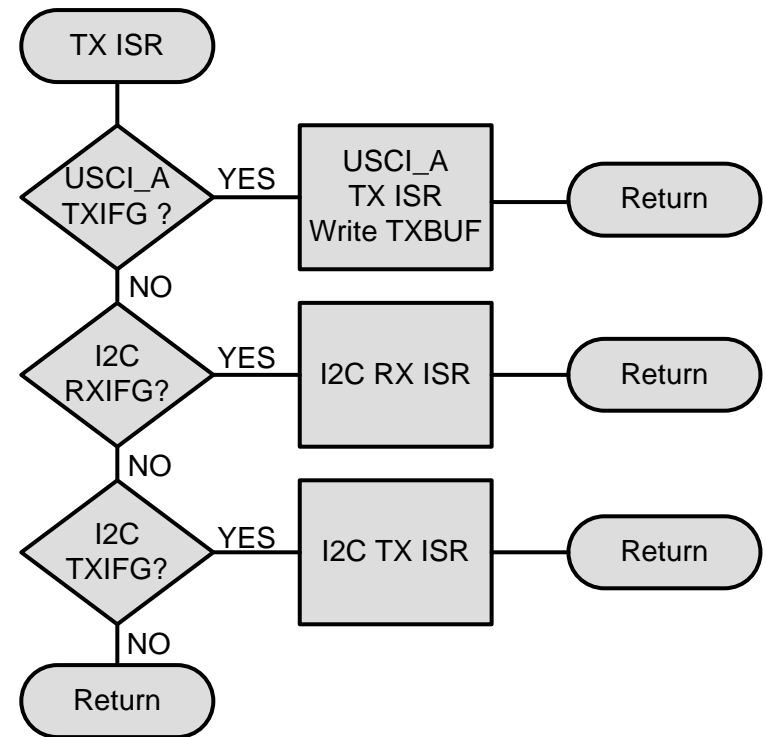 TX ISR
USCI_A
TXIFG ?
YES
USCI_A
TX ISR
Write TXBUF
Return
NO
I2C
RXIFG?
YES
I2C RX ISR
Return
NO
I2C
TXIFG?
YES
I2C TX ISR
Return
NO
Return